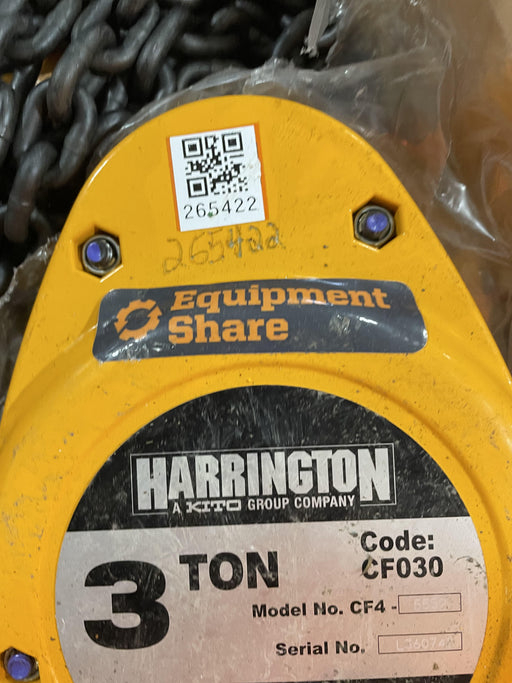 265422
265422
Equipment
Share
HARRINGTON
A KITO GROUP COMPANY
3 TON
Code:
CF030
Model No. CF4 -
Serial No.